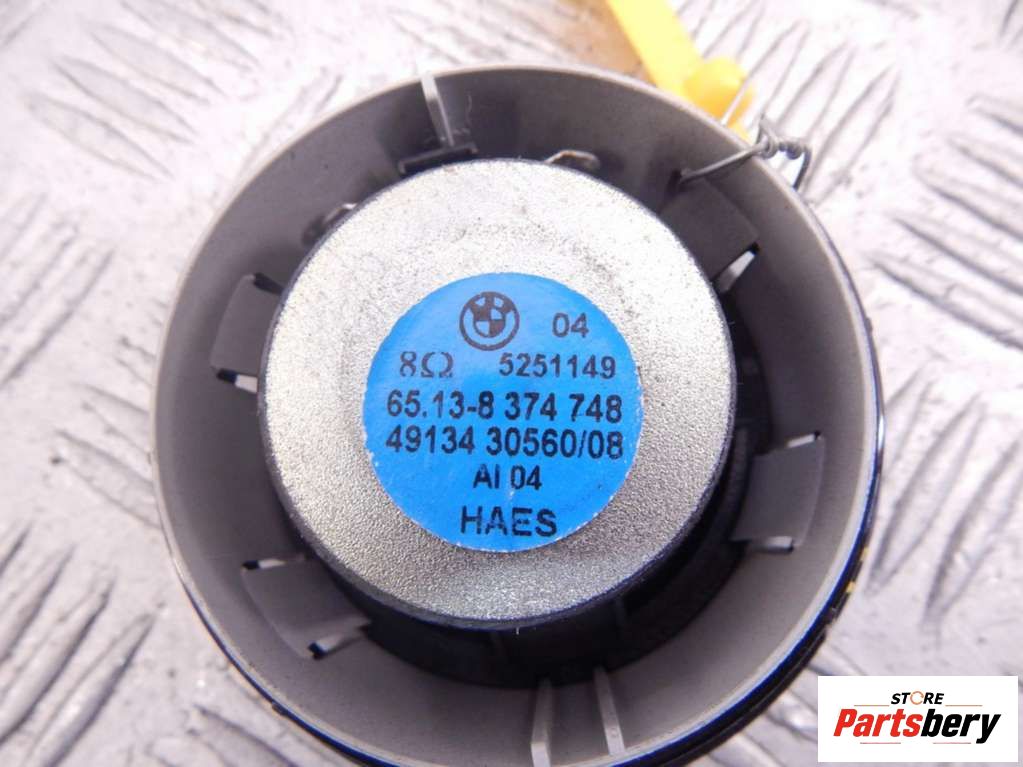 04
8Ω 5251149
65.13-8 374 748
49134 30560/08
AI 04
HAES
STORE
Partsbery